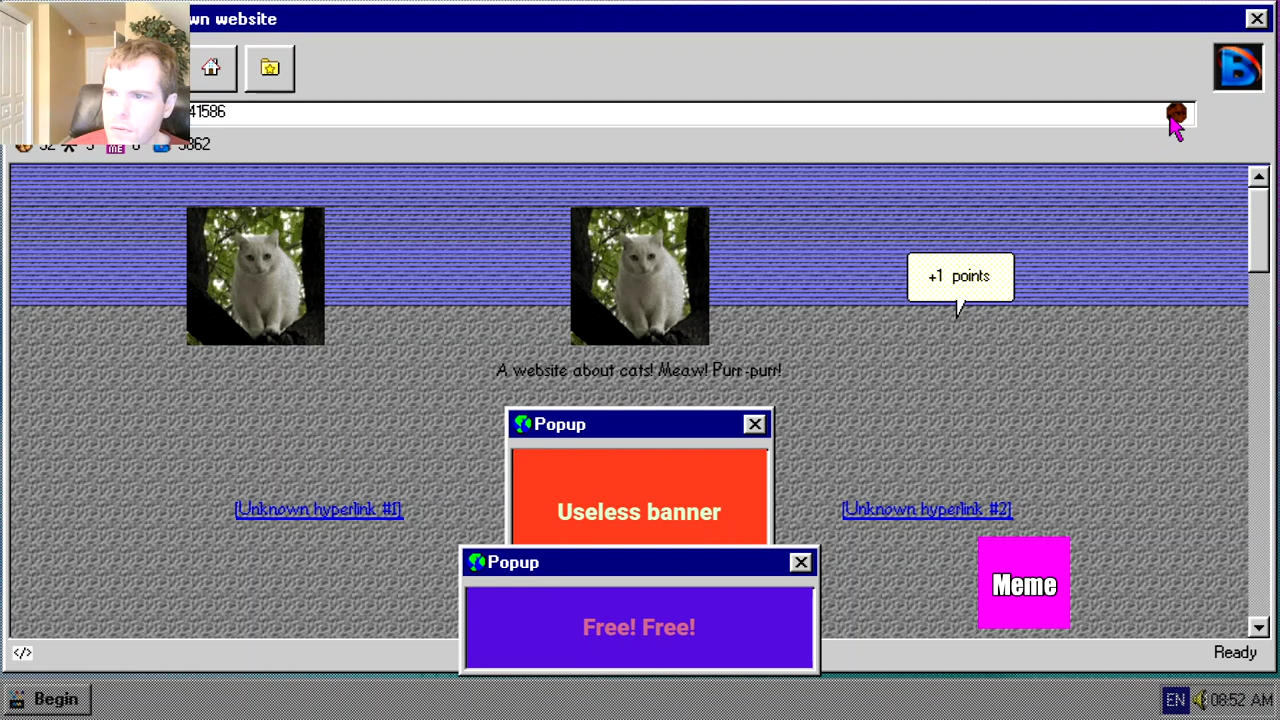 wn website
41586
3862
+1 points
A website about cats! Meaw! Purr-purr!
Popup
Useless banner
[Unknown hyperlink #1]
[Unknown hyperlink #2]
Popup
Free! Free!
Meme
</>
Ready
Begin
EN
08:52 AM